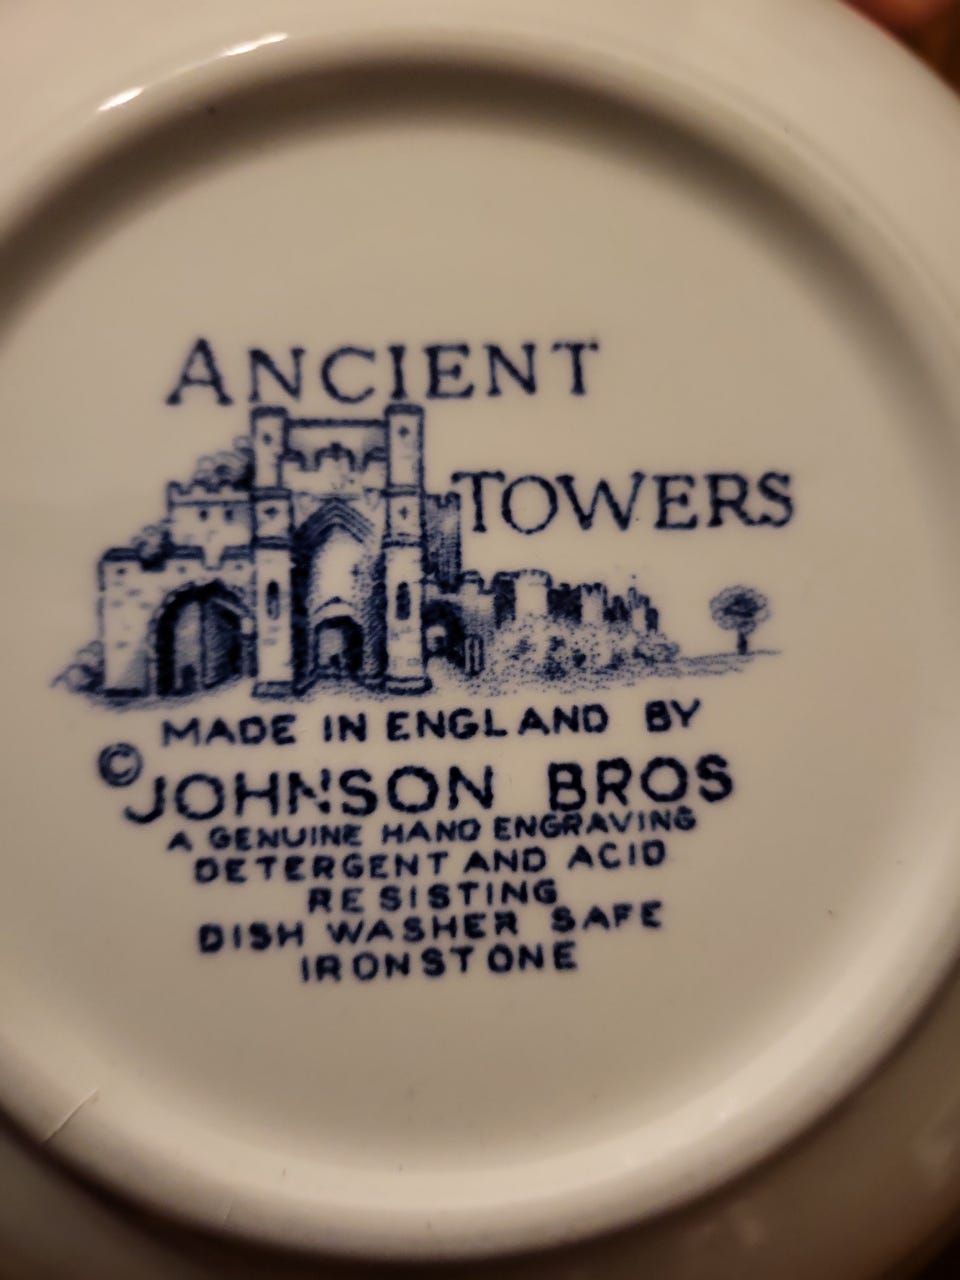 ANCIENT
TOWERS
MADE IN ENGLAND BY
© JOHNSON BROS
A GENUINE HAND ENGRAVING
DETERGENT AND ACID
RESISTING
DISH WASHER SAFE
IRONSTONE